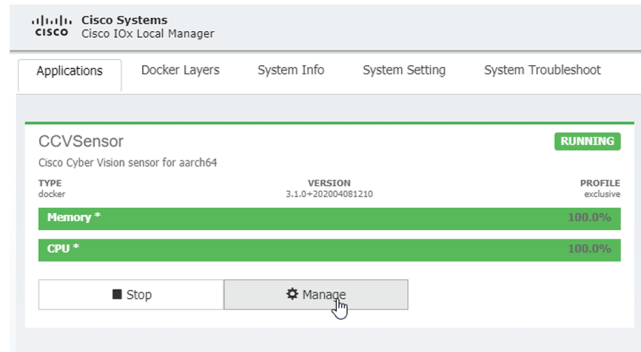 Cisco Systems
CISCO Cisco IOx Local Manager
Applications Docker Layers System Info System Setting System Troubleshoot
CCVSensor RUNNING
Cisco Cyber Vision sensor for aarch64
TYPE VERSION PROFILE
docker 3.1.0+202004081210 exclusive
Memory * 100.0%
CPU * 100.0%
Stop Manage